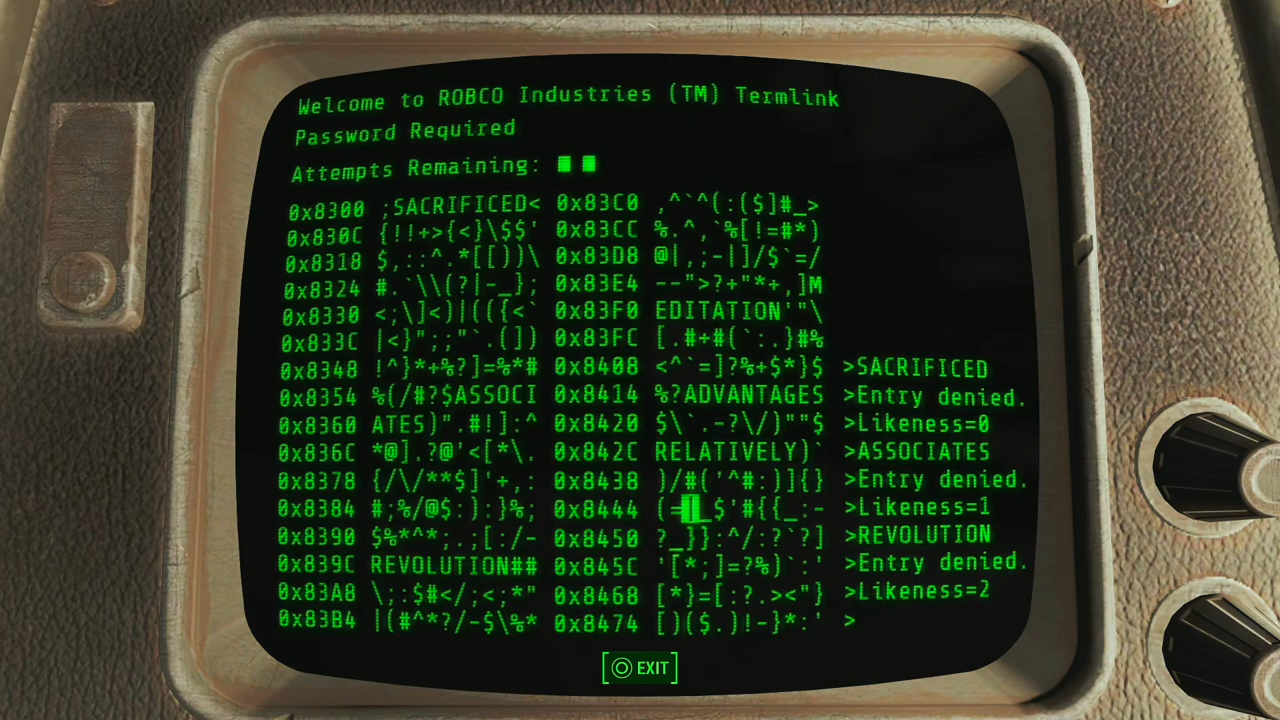 Welcome to ROBCO Industries (TM) Termlink
Password Required
Attempts Remaining: ■ ■
0x8300 ;SACRIFICED< 0x83C0 ,^`^(:($]#_>
0x830C {!!+>{<}\$$' 0x83CC %.^,`%[!=#*)
0x8318 $,::^.*[[))\ 0x83D8 @|,;-|]/$`=/
0x8324 #.`\\(?|-_}; 0x83E4 --">?+"*+,]M
0x8330 <;\]<)|(({<` 0x83F0 EDITATION'"\
0x833C |<}";;"`.(]) 0x83FC [.#+#(`:.}#%
0x8348 !^}*+%?]=%*# 0x8408 <^`=]?%+$*}$ >SACRIFICED
0x8354 %(/#?$ASSOCI 0x8414 %?ADVANTAGES >Entry denied.
0x8360 ATES)".#!]:^ 0x8420 $\`.-?\/)""$ >Likeness=0
0x836C *@].?@'<[*\. 0x842C RELATIVELY)` >ASSOCIATES
0x8378 {/\/**$]'+,: 0x8438 )/#('^#:)]{} >Entry denied.
0x8384 #;%/@$:):}%; 0x8444 (=█_$'#{{_:- >Likeness=1
0x8390 $%*^*;.;[:/- 0x8450 ?_}}:^/:?`?] >REVOLUTION
0x839C REVOLUTION## 0x845C '[*;]=?%)`:' >Entry denied.
0x83A8 \;:$#</;<;*" 0x8468 [*}=[:?.><"} >Likeness=2
0x83B4 |(#^*?/-$\%* 0x8474 [)($.)!-}*:' >
EXIT